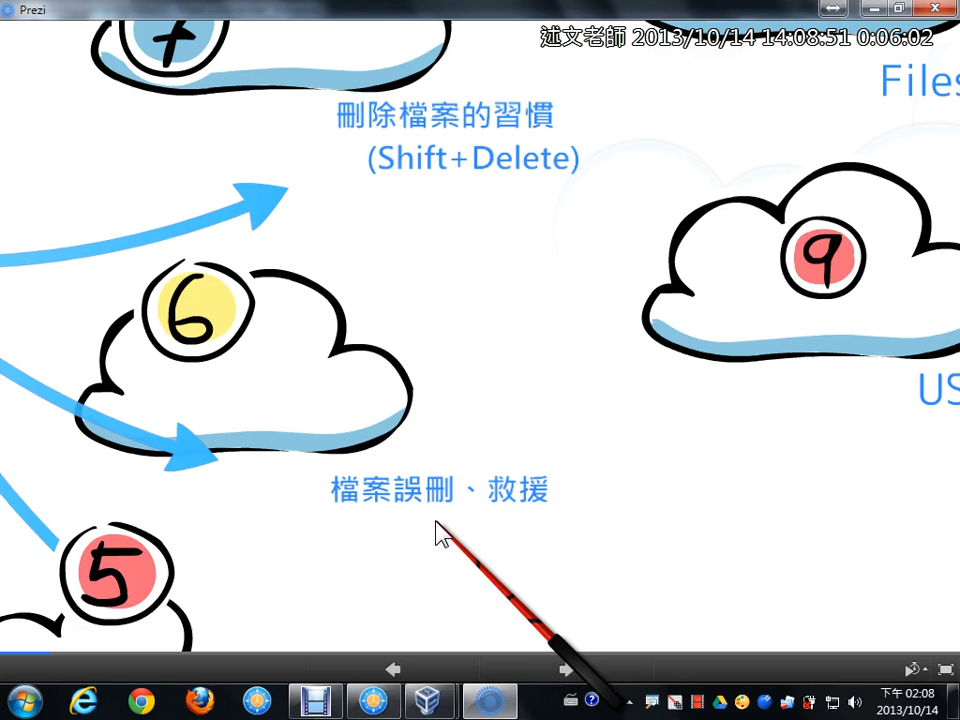 Prezi
述文老師 2013/10/14 14:08:51 0:06:02
7
Files
刪除檔案的習慣
(Shift+Delete)
9
6
US
檔案誤刪、救援
5
下午 02:08
2013/10/14